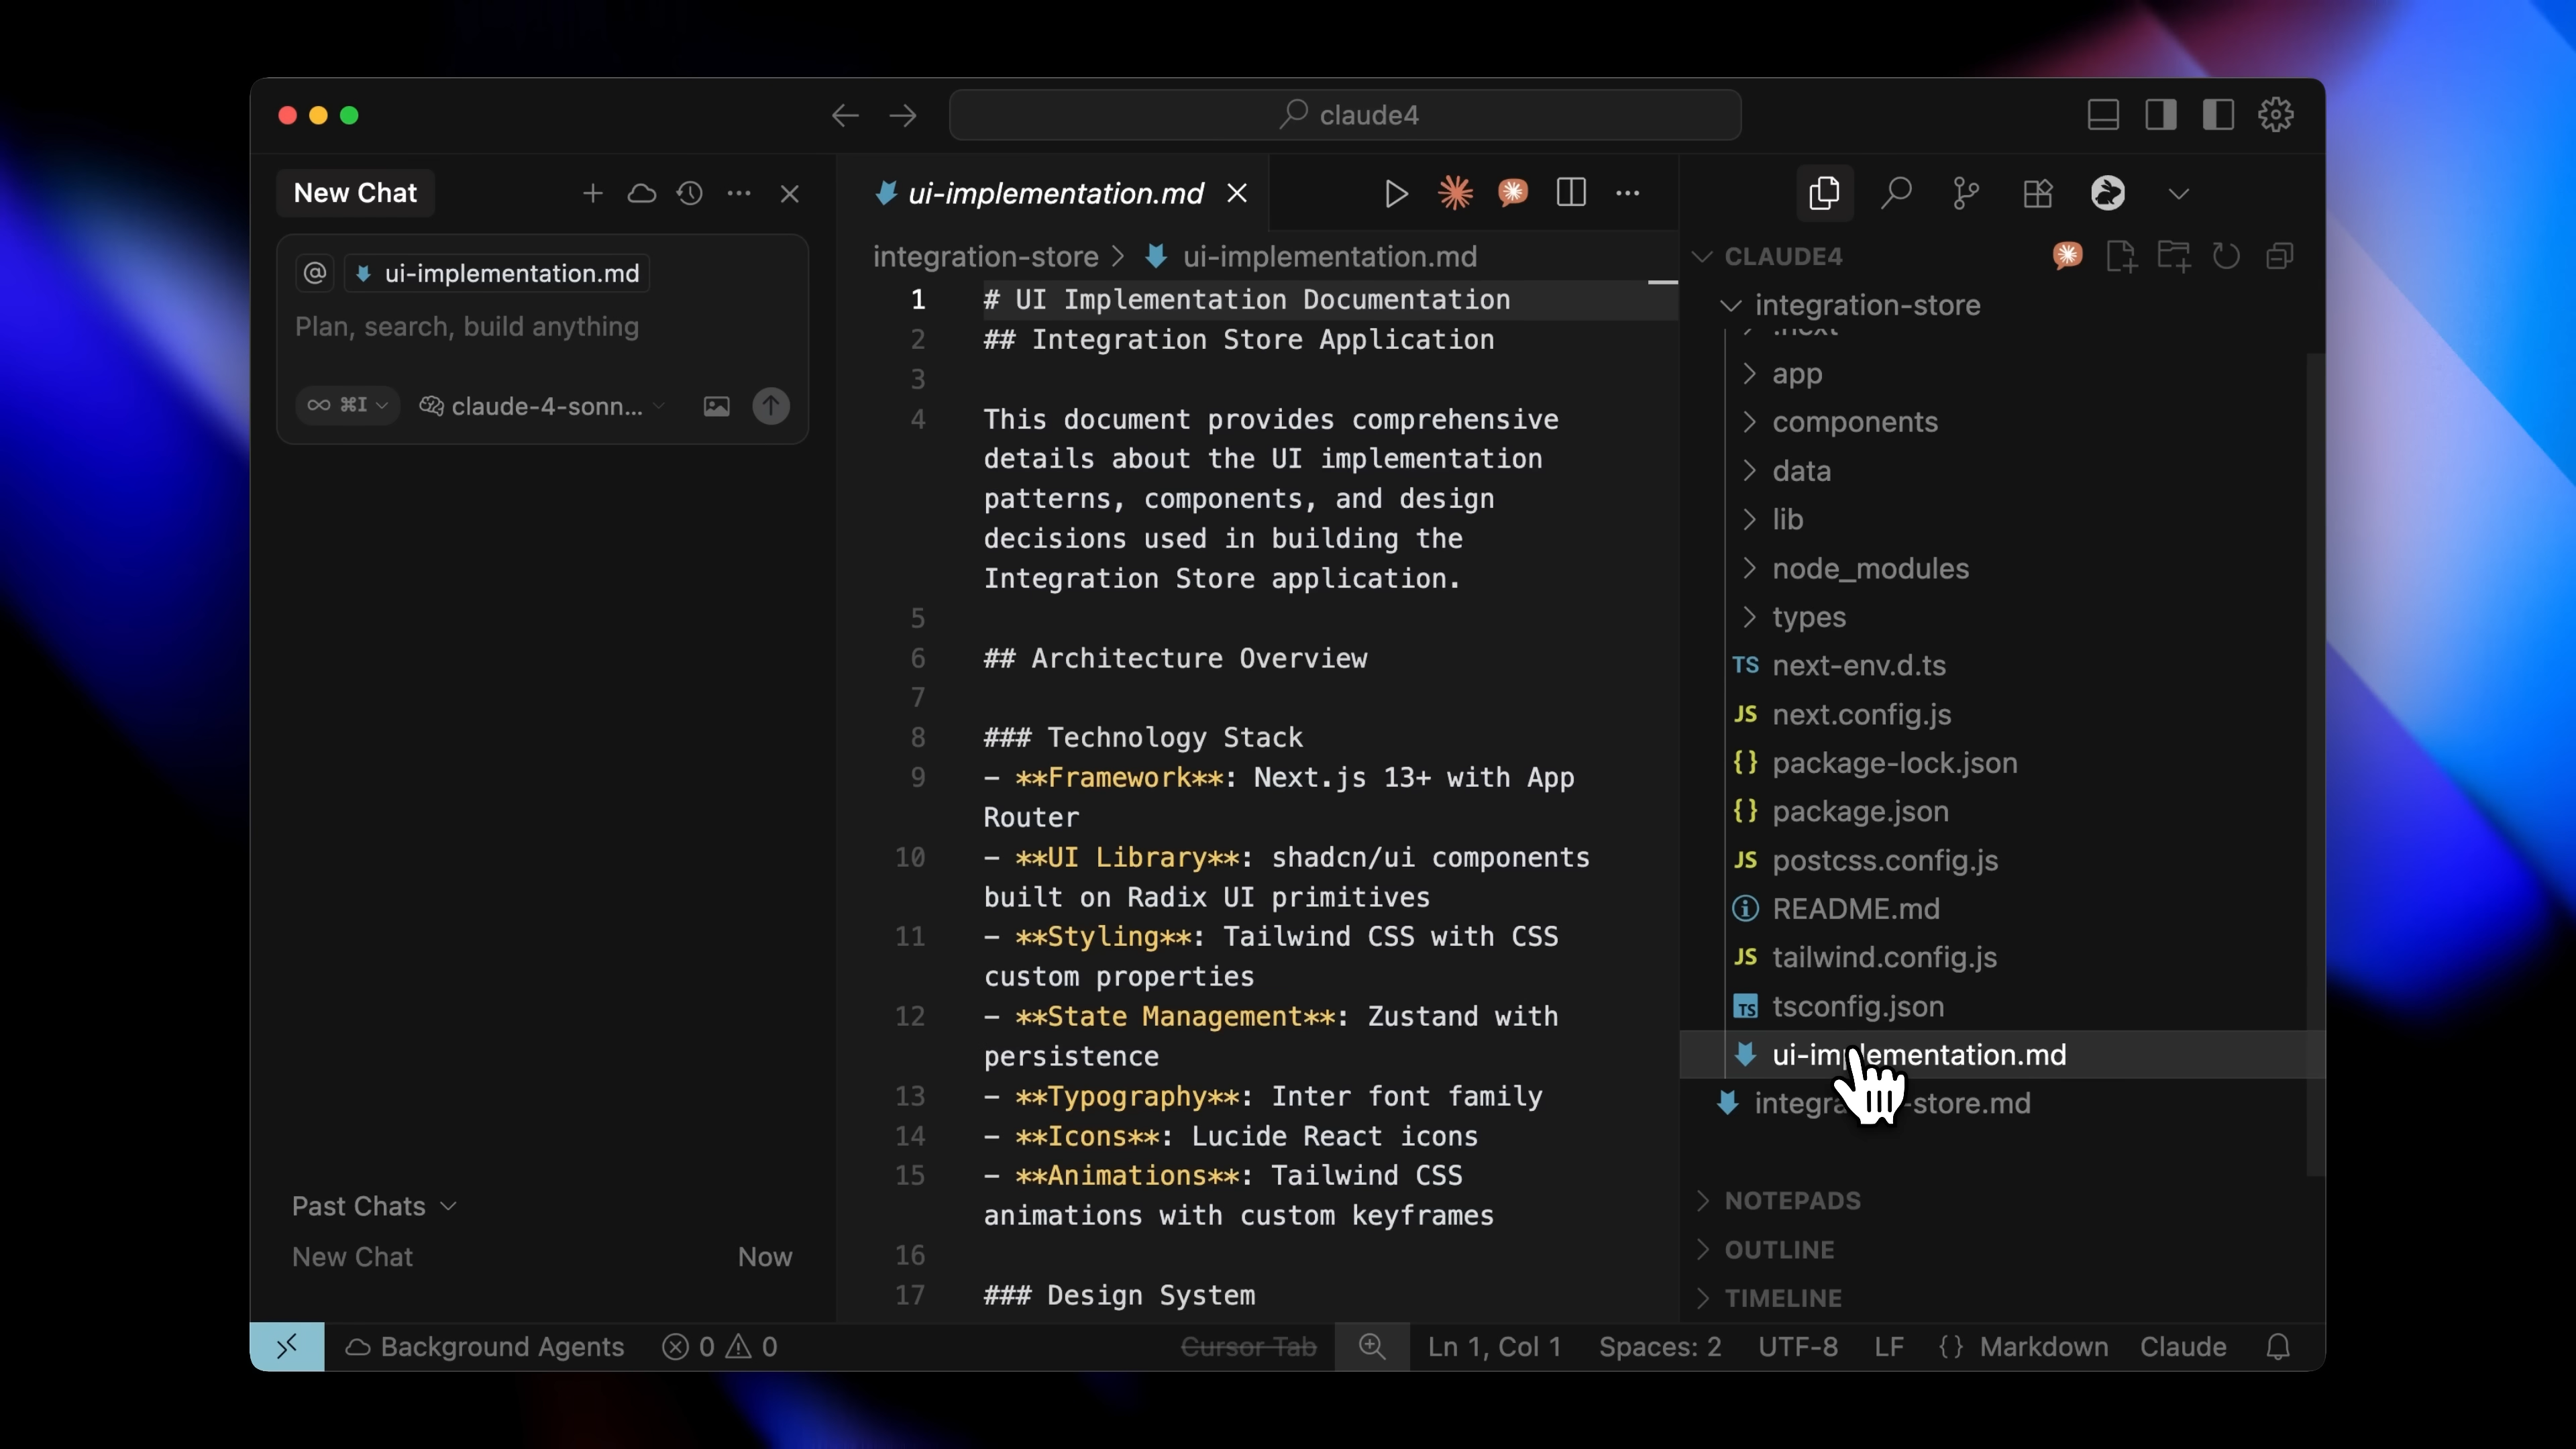 claude4
New Chat
@ ui-implementation.md
Plan, search, build anything
∞ ⌘I claude-4-sonn...
Past Chats
New Chat Now
ui-implementation.md
integration-store > ui-implementation.md
1 # UI Implementation Documentation
2 ## Integration Store Application
3
4 This document provides comprehensive
details about the UI implementation
patterns, components, and design
decisions used in building the
Integration Store application.
5
6 ## Architecture Overview
7
8 ### Technology Stack
9 - **Framework**: Next.js 13+ with App
Router
10 - **UI Library**: shadcn/ui components
built on Radix UI primitives
11 - **Styling**: Tailwind CSS with CSS
custom properties
12 - **State Management**: Zustand with
persistence
13 - **Typography**: Inter font family
14 - **Icons**: Lucide React icons
15 - **Animations**: Tailwind CSS
animations with custom keyframes
16
17 ### Design System
CLAUDE4
integration-store
.next
app
components
data
lib
node_modules
types
TS next-env.d.ts
JS next.config.js
{} package-lock.json
{} package.json
JS postcss.config.js
README.md
JS tailwind.config.js
TS tsconfig.json
ui-implementation.md
integration-store.md
NOTEPADS
OUTLINE
TIMELINE
Background Agents 0 0 Cursor Tab Ln 1, Col 1 Spaces: 2 UTF-8 LF {} Markdown Claude